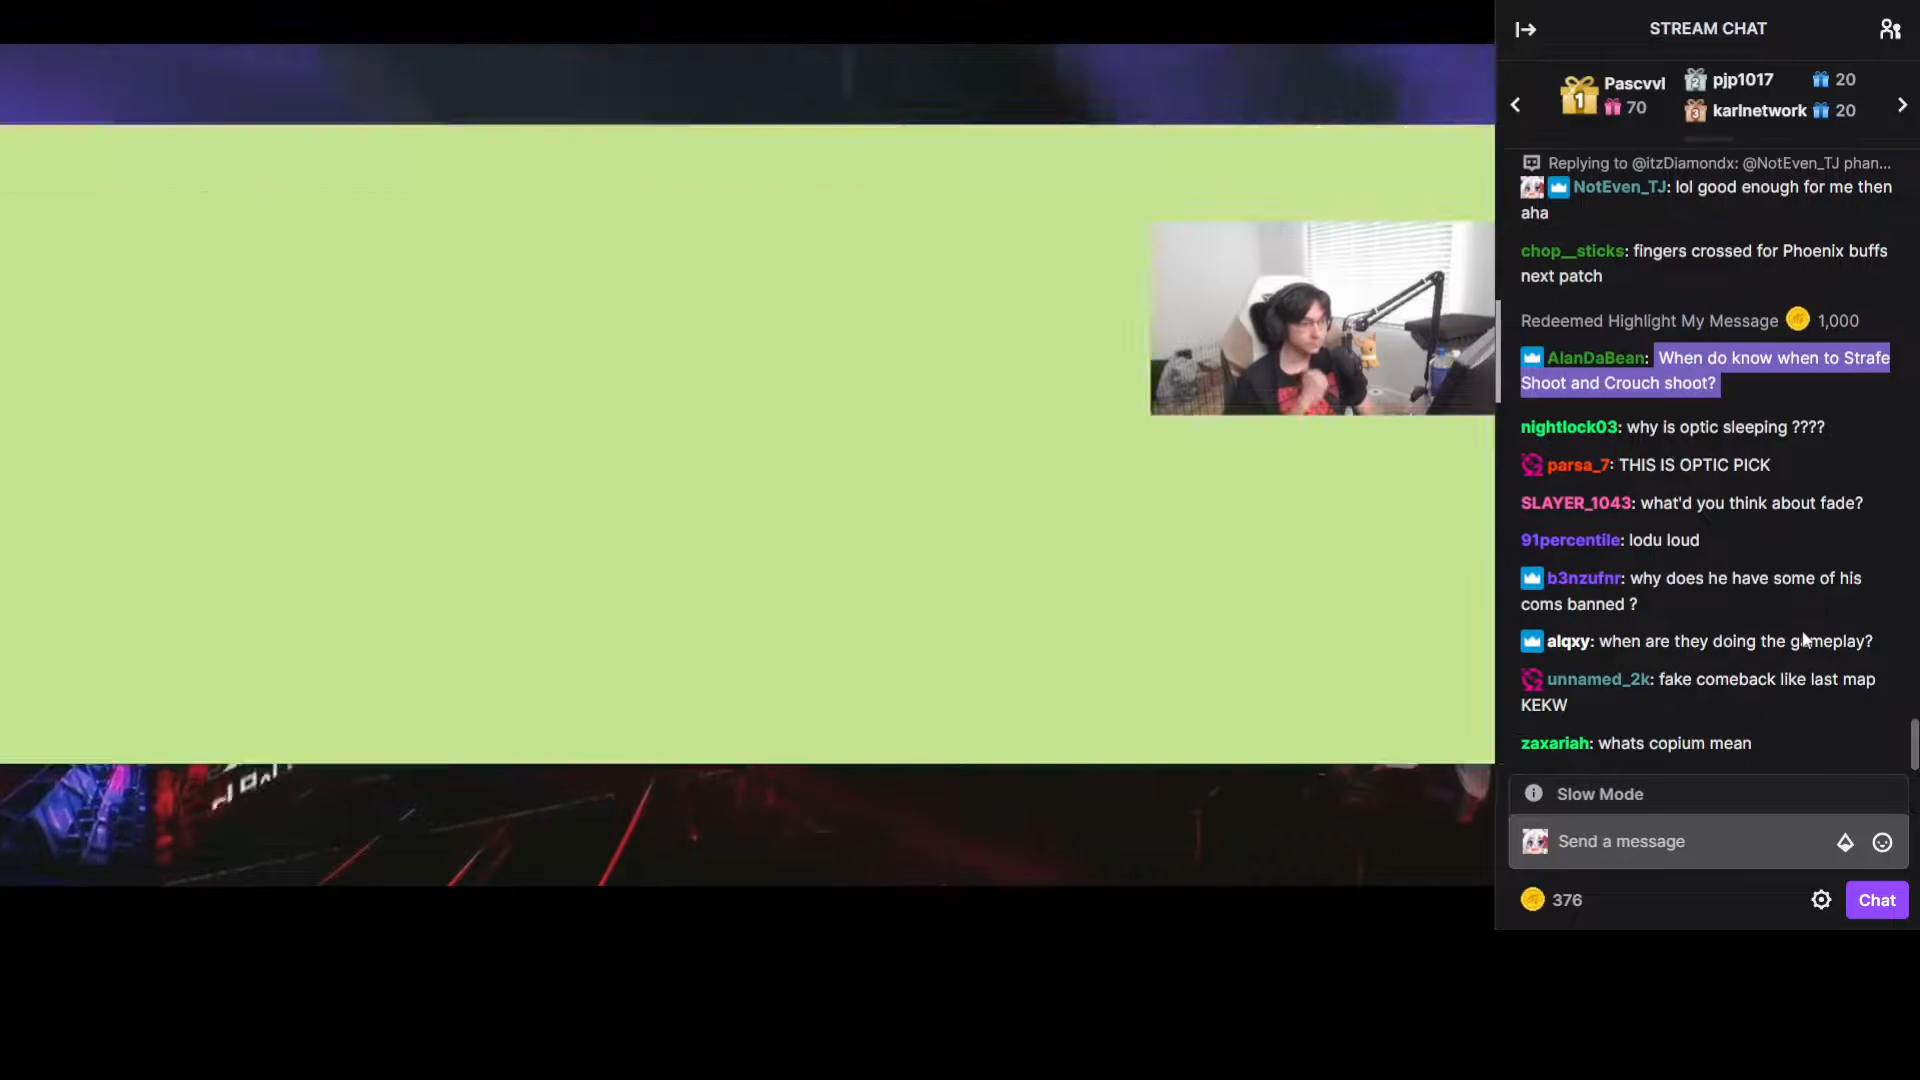 STREAM CHAT
1 Pascvvl 70
2 pjp1017 20
3 karlnetwork 20
Replying to @itzDiamondx: @NotEven_TJ phan...
NotEven_TJ: lol good enough for me then
aha
chop__sticks: fingers crossed for Phoenix buffs
next patch
Redeemed Highlight My Message 1,000
AlanDaBean: When do know when to Strafe
Shoot and Crouch shoot?
nightlock03: why is optic sleeping ????
parsa_7: THIS IS OPTIC PICK
SLAYER_1043: what'd you think about fade?
91percentile: lodu loud
b3nzufnr: why does he have some of his
coms banned ?
alqxy: when are they doing the gameplay?
unnamed_2k: fake comeback like last map
KEKW
zaxariah: whats copium mean
Slow Mode
Send a message
376
Chat